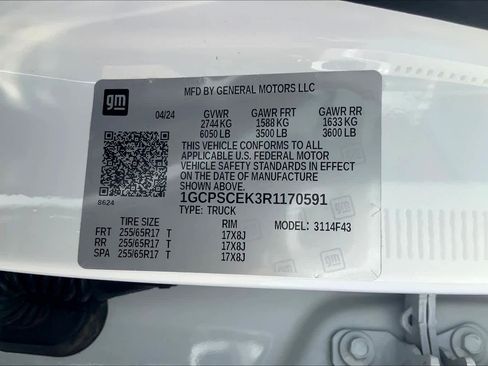 gm
MFD BY GENERAL MOTORS LLC
04/24 GVWR GAWR FRT GAWR RR
2744 KG 1588 KG 1633 KG
6050 LB 3500 LB 3600 LB
THIS VEHICLE CONFORMS TO ALL
APPLICABLE U.S. FEDERAL MOTOR
VEHICLE SAFETY STANDARDS IN EFFECT
ON THE DATE OF MANUFACTURE
SHOWN ABOVE
8624 1GCPSCEK3R1170591
TYPE: TRUCK
TIRE SIZE RIM MODEL: 3114F43
FRT 255/65R17 T 17X8J
RR 255/65R17 T 17X8J
SPA 255/65R17 T 17X8J